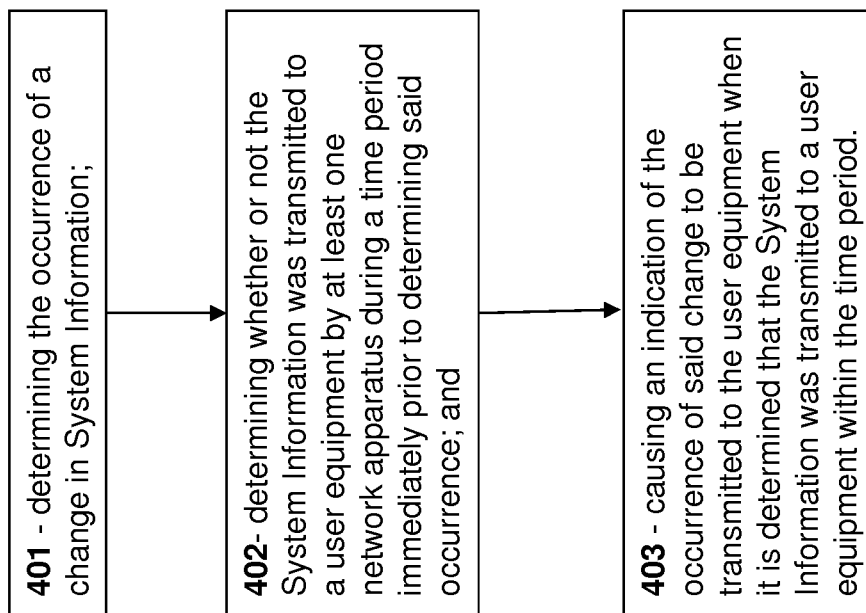 401 - determining the occurrence of a
change in System Information;
402- determining whether or not the
System Information was transmitted to
a user equipment by at least one
network apparatus during a time period
immediately prior to determining said
occurrence; and
403 - causing an indication of the
occurrence of said change to be
transmitted to the user equipment when
it is determined that the System
Information was transmitted to a user
equipment within the time period.